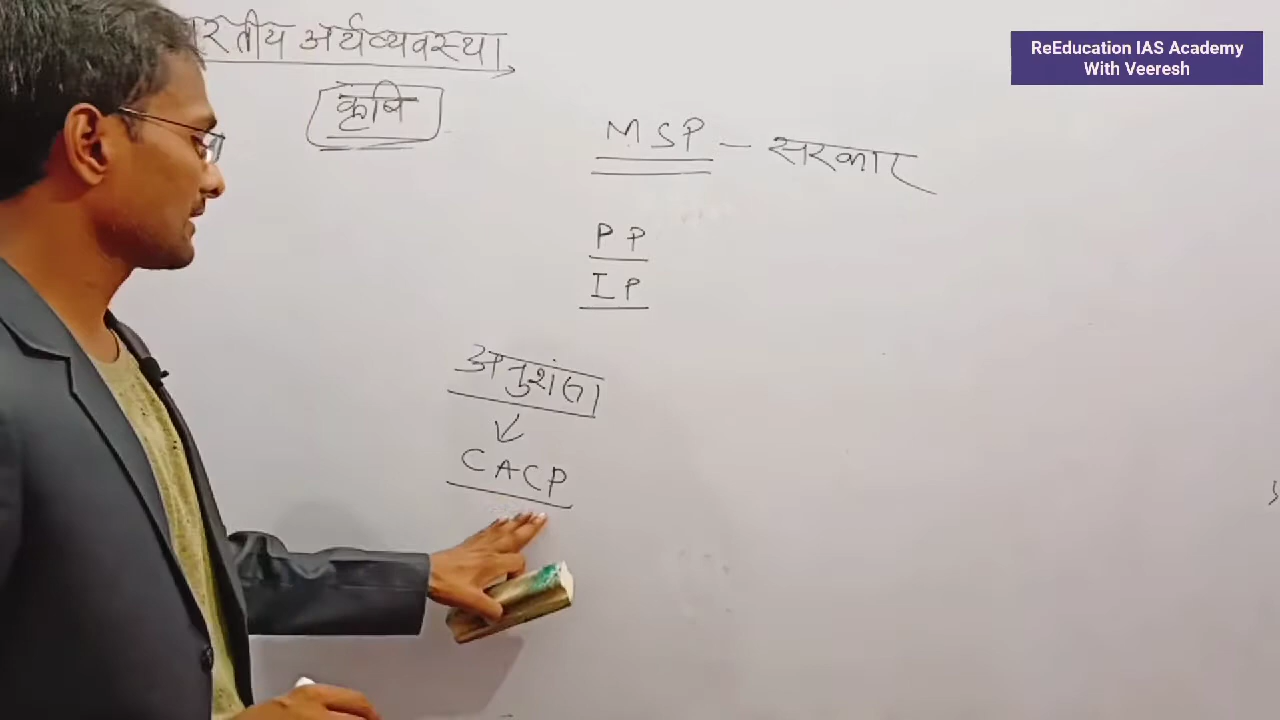 ReEducation IAS Academy
With Veeresh
रतीय अर्थव्यवस्था
कृषि
MSP – सरकार
PP
IP
अनुशंसा
CACP